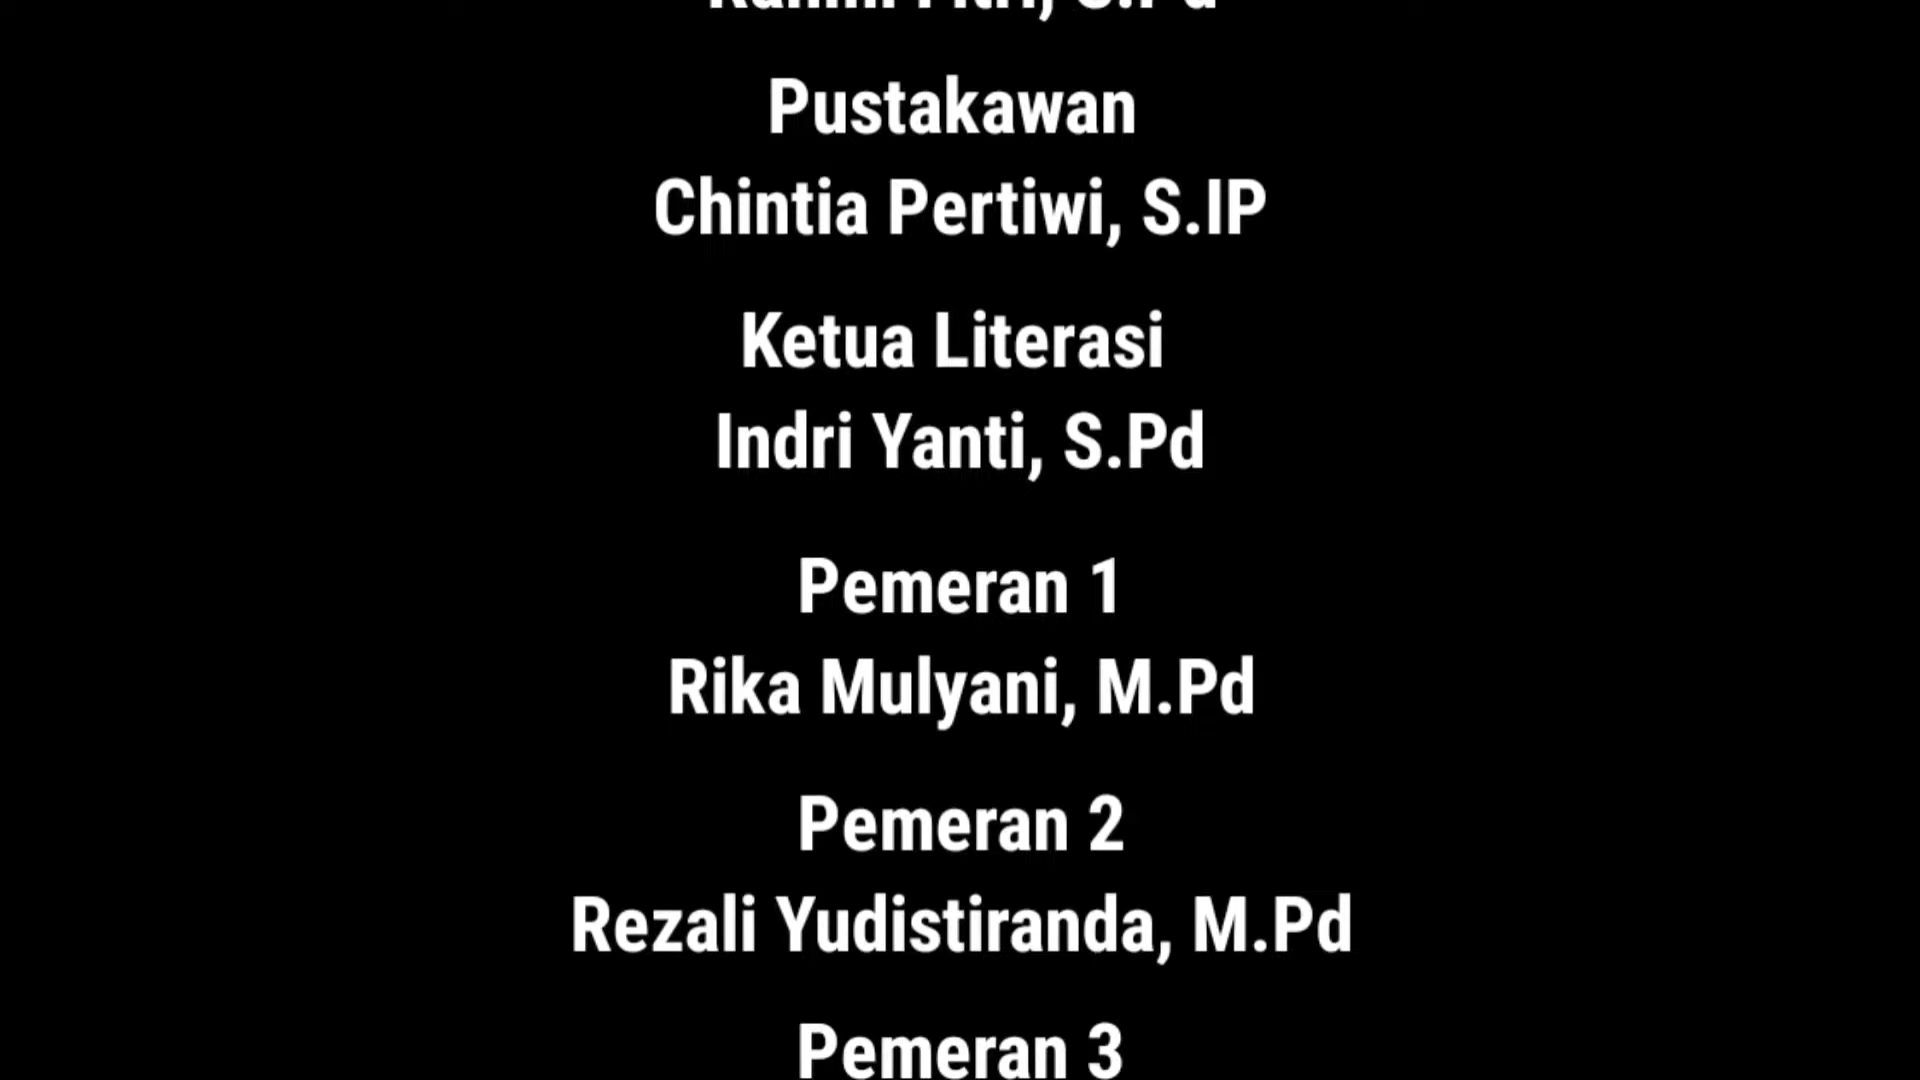 Pustakawan
Chintia Pertiwi, S.IP
Ketua Literasi
Indri Yanti, S.Pd
Pemeran 1
Rika Mulyani, M.Pd
Pemeran 2
Rezali Yudistiranda, M.Pd
Pemeran 3